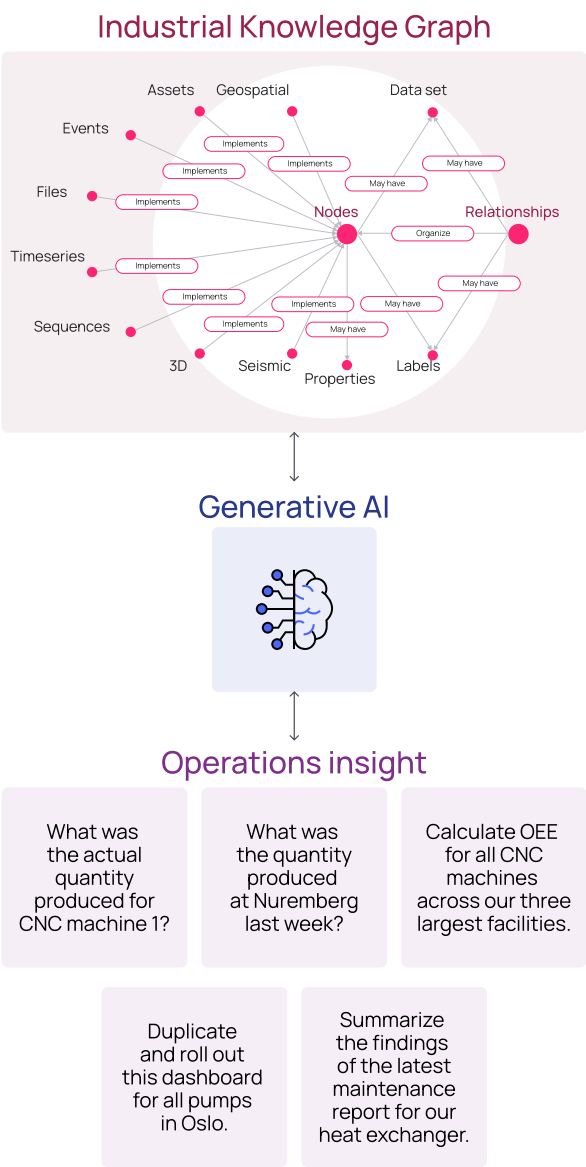 Industrial Knowledge Graph
Assets
Geospatial
Data set
Events
Implements
Implements
May have
Implements
May have
Files
Implements
Nodes
Relationships
Organize
Timeseries
Implements
May have
Implements
Implements
May have
Sequences
Implements
May have
3D
Seismic
Labels
Properties
Generative AI
Operations insight
What was
the actual
quantity
produced for
CNC machine 1?
What was
the quantity
produced
at Nuremberg
last week?
Calculate OEE
for all CNC
machines
across our three
largest facilities.
Duplicate
and roll out
this dashboard
for all pumps
in Oslo.
Summarize
the findings
of the latest
maintenance
report for our
heat exchanger.